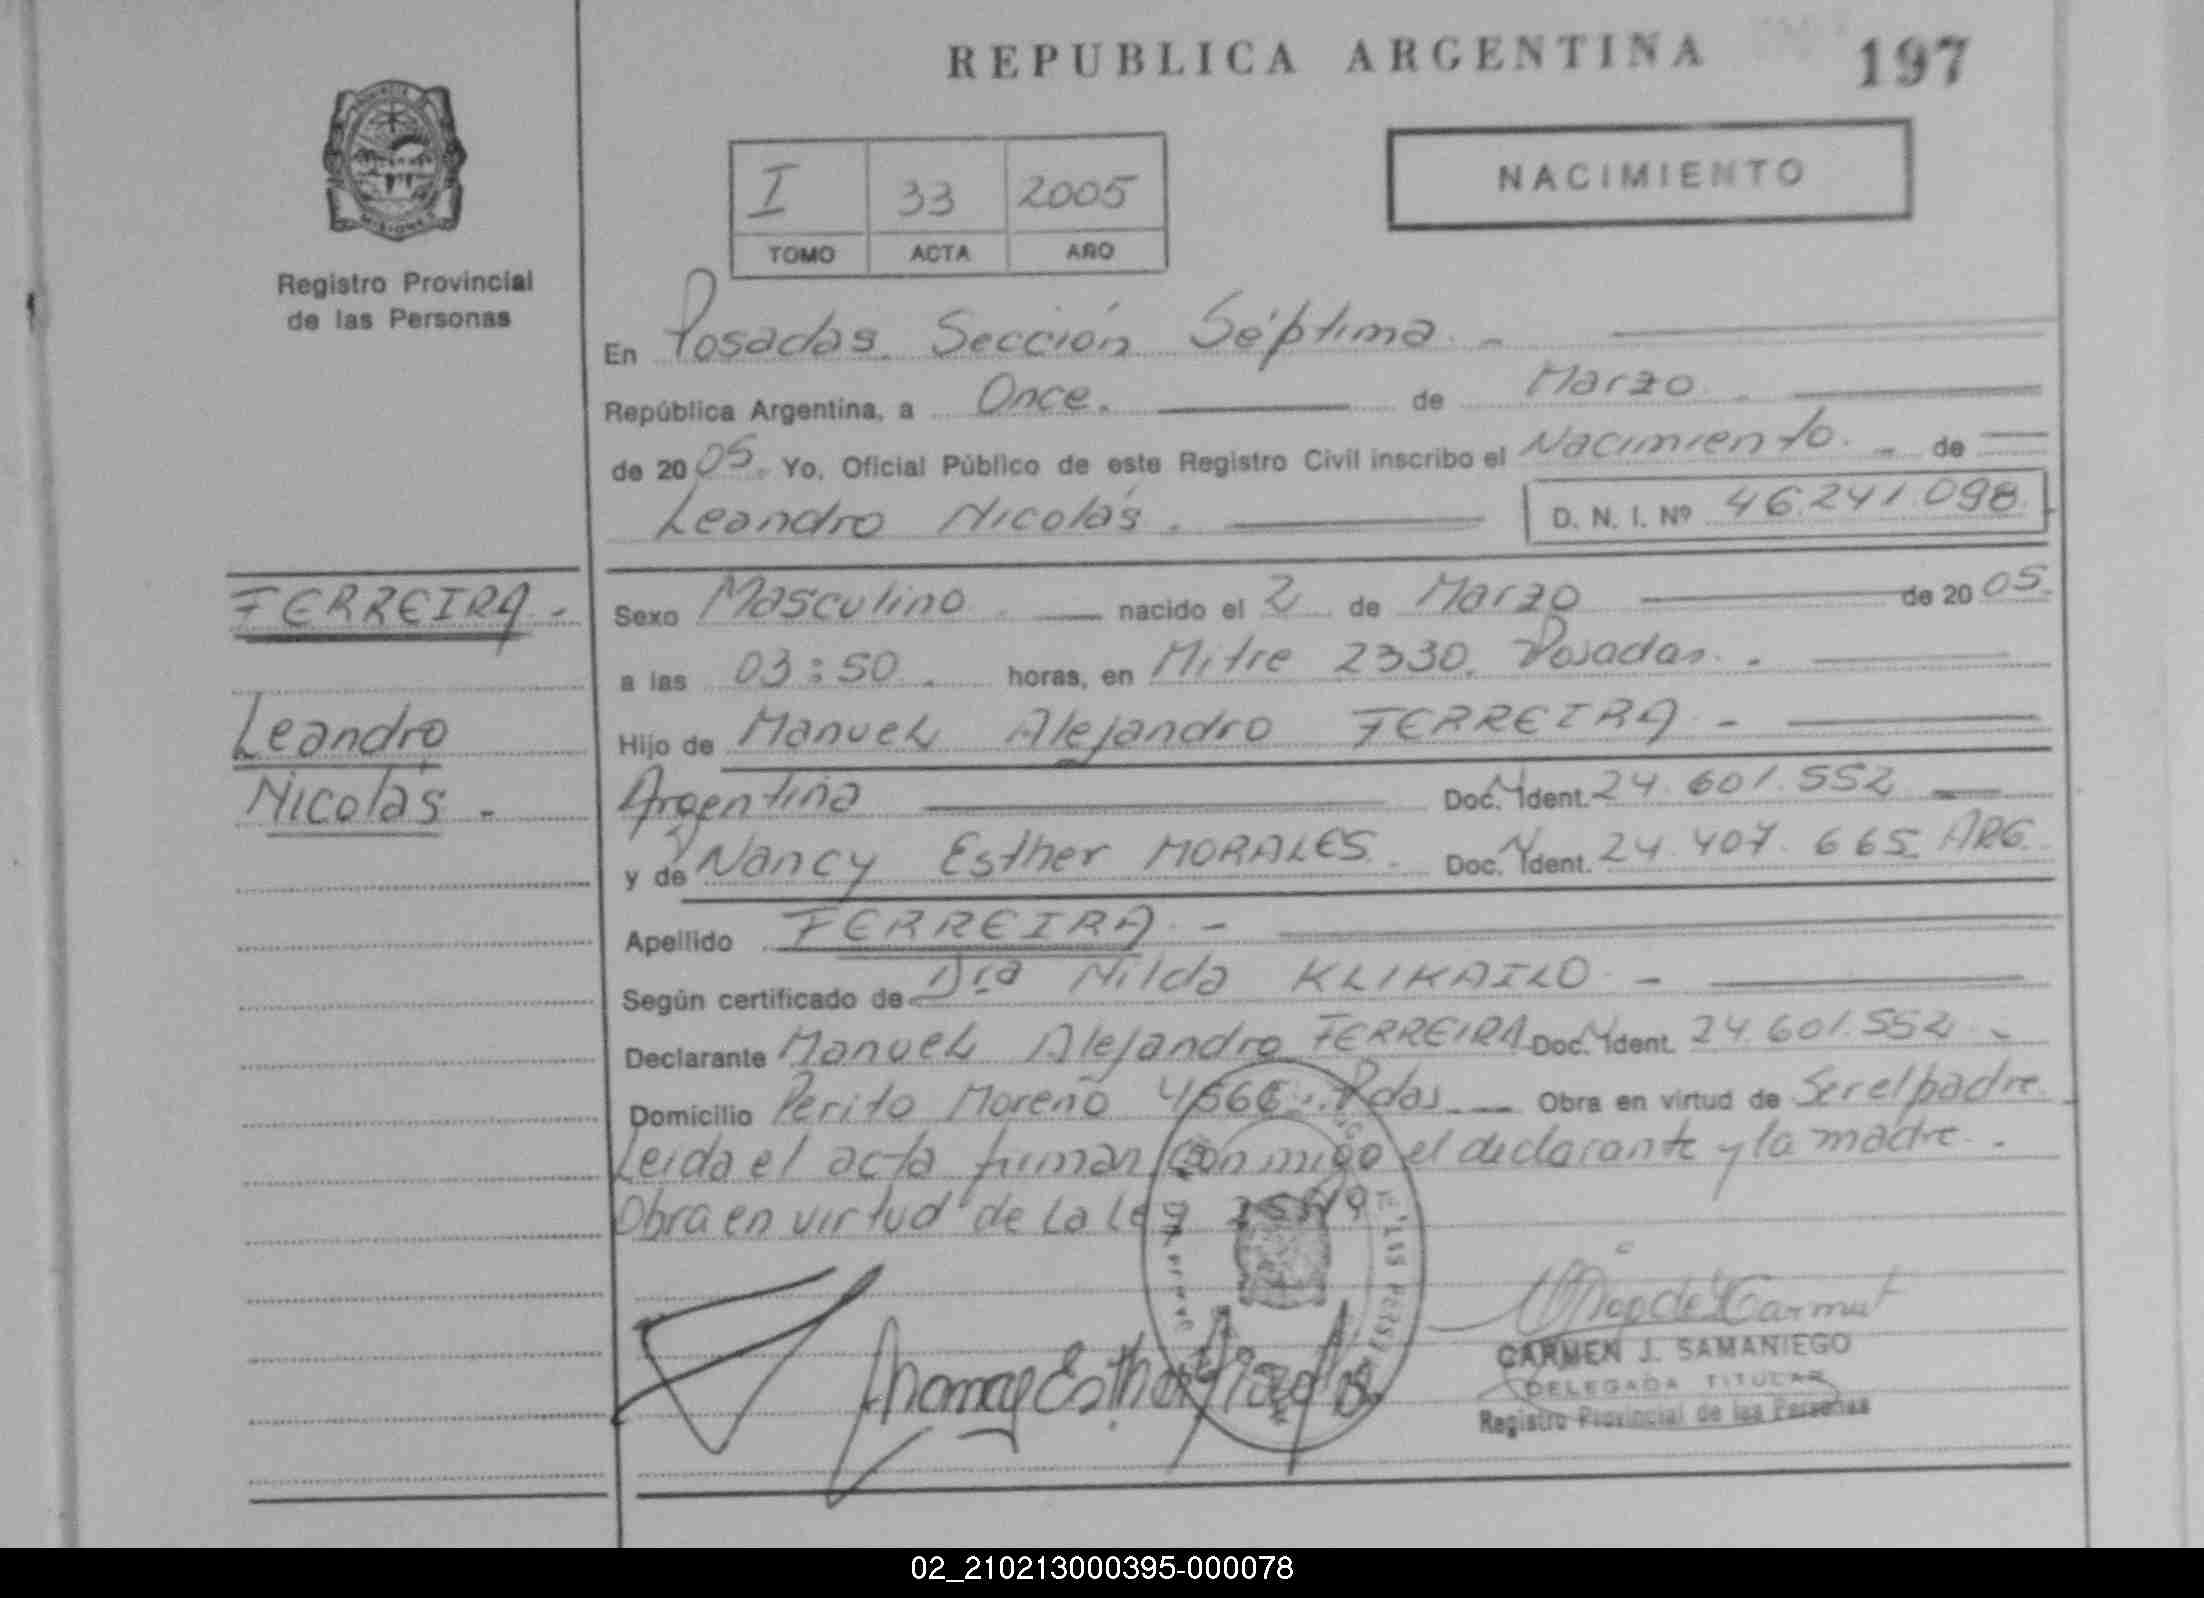 REPUBLICA ARGENTINA
197
NACIMIENTO
I 33 2005
TOMO ACTA AÑO
Registro Provincial
de las Personas
En Posadas. Sección Séptima. -
República Argentina, a Once. de Marzo.
de 2005. Yo, Oficial Público de este Registro Civil inscribo el Nacimiento. - de
Leandro Nicolás. D. N. I. Nº 46.241.098.
FERREIRA -
Leandro
Nicolás -
Sexo Masculino. nacido el 2 de Marzo de 2005.
a las 03:50. horas, en Mitre 2330. Posadas. .
Hijo de Manuel Alejandro FERREIRA -
Argentina Doc. Ident. 24.601.552
y de Nancy Esther MORALES. Doc. Ident. 24.407.665. ARG.
Apellido FERREIRA -
Según certificado de Dra Nilda KLIKAILO -
Declarante Manuel Alejandro FERREIRA Doc. Ident. 24.601.552 -
Domicilio Perito Moreno Pdas Obra en virtud de Ser el padre.
Leida el acta firman conmigo el declarante y la madre. .
Obra en virtud de la Ley
CARMEN J. SAMANIEGO
DELEGADA TITULAR
Registro Provincial de las Personas
02_210213000395-000078